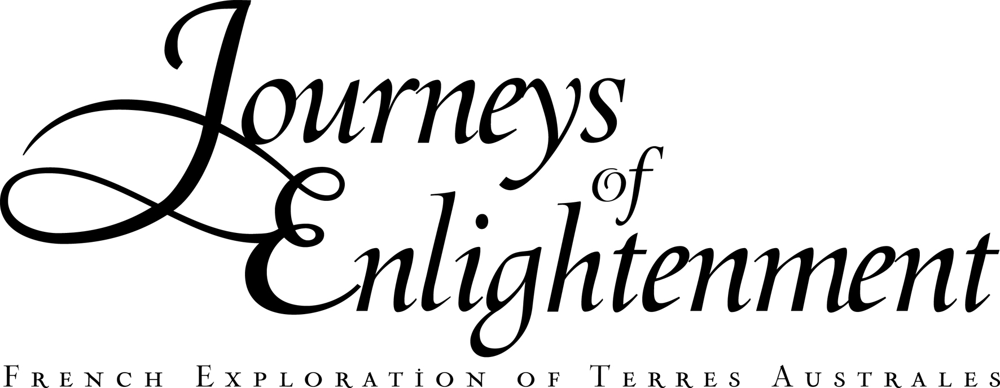 Journeys
of
Enlightenment
French Exploration of Terres Australes